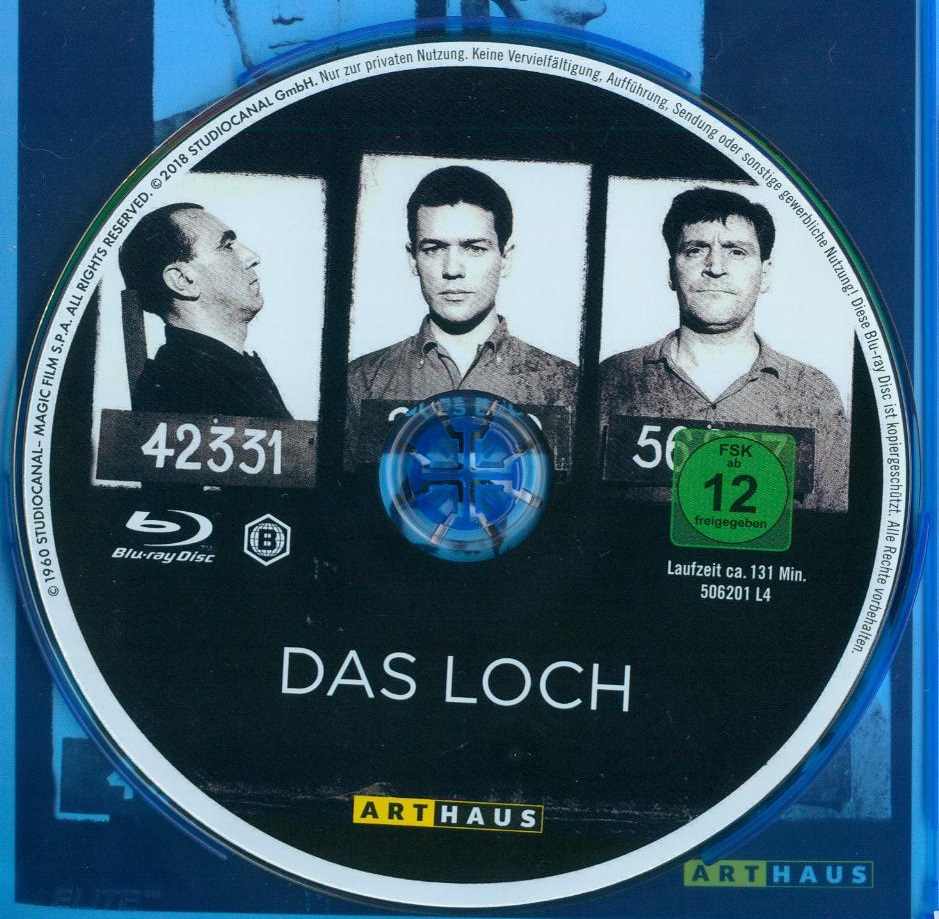 © 1960 STUDIOCANAL– MAGIC FILM S.P.A. ALL RIGHTS RESERVED. © 2018 STUDIOCANAL GmbH. Nur zur privaten Nutzung. Keine Vervielfältigung, Aufführung, Sendung oder sonstige gewerbliche Nutzung! Diese Blu-ray Disc ist kopiergeschützt. Alle Rechte vorbehalten.
42331
56
FSK
ab
12
freigegeben
Blu-ray Disc™
B
Laufzeit ca. 131 Min.
506201 L4
DAS LOCH
ARTHAUS
ARTHAUS